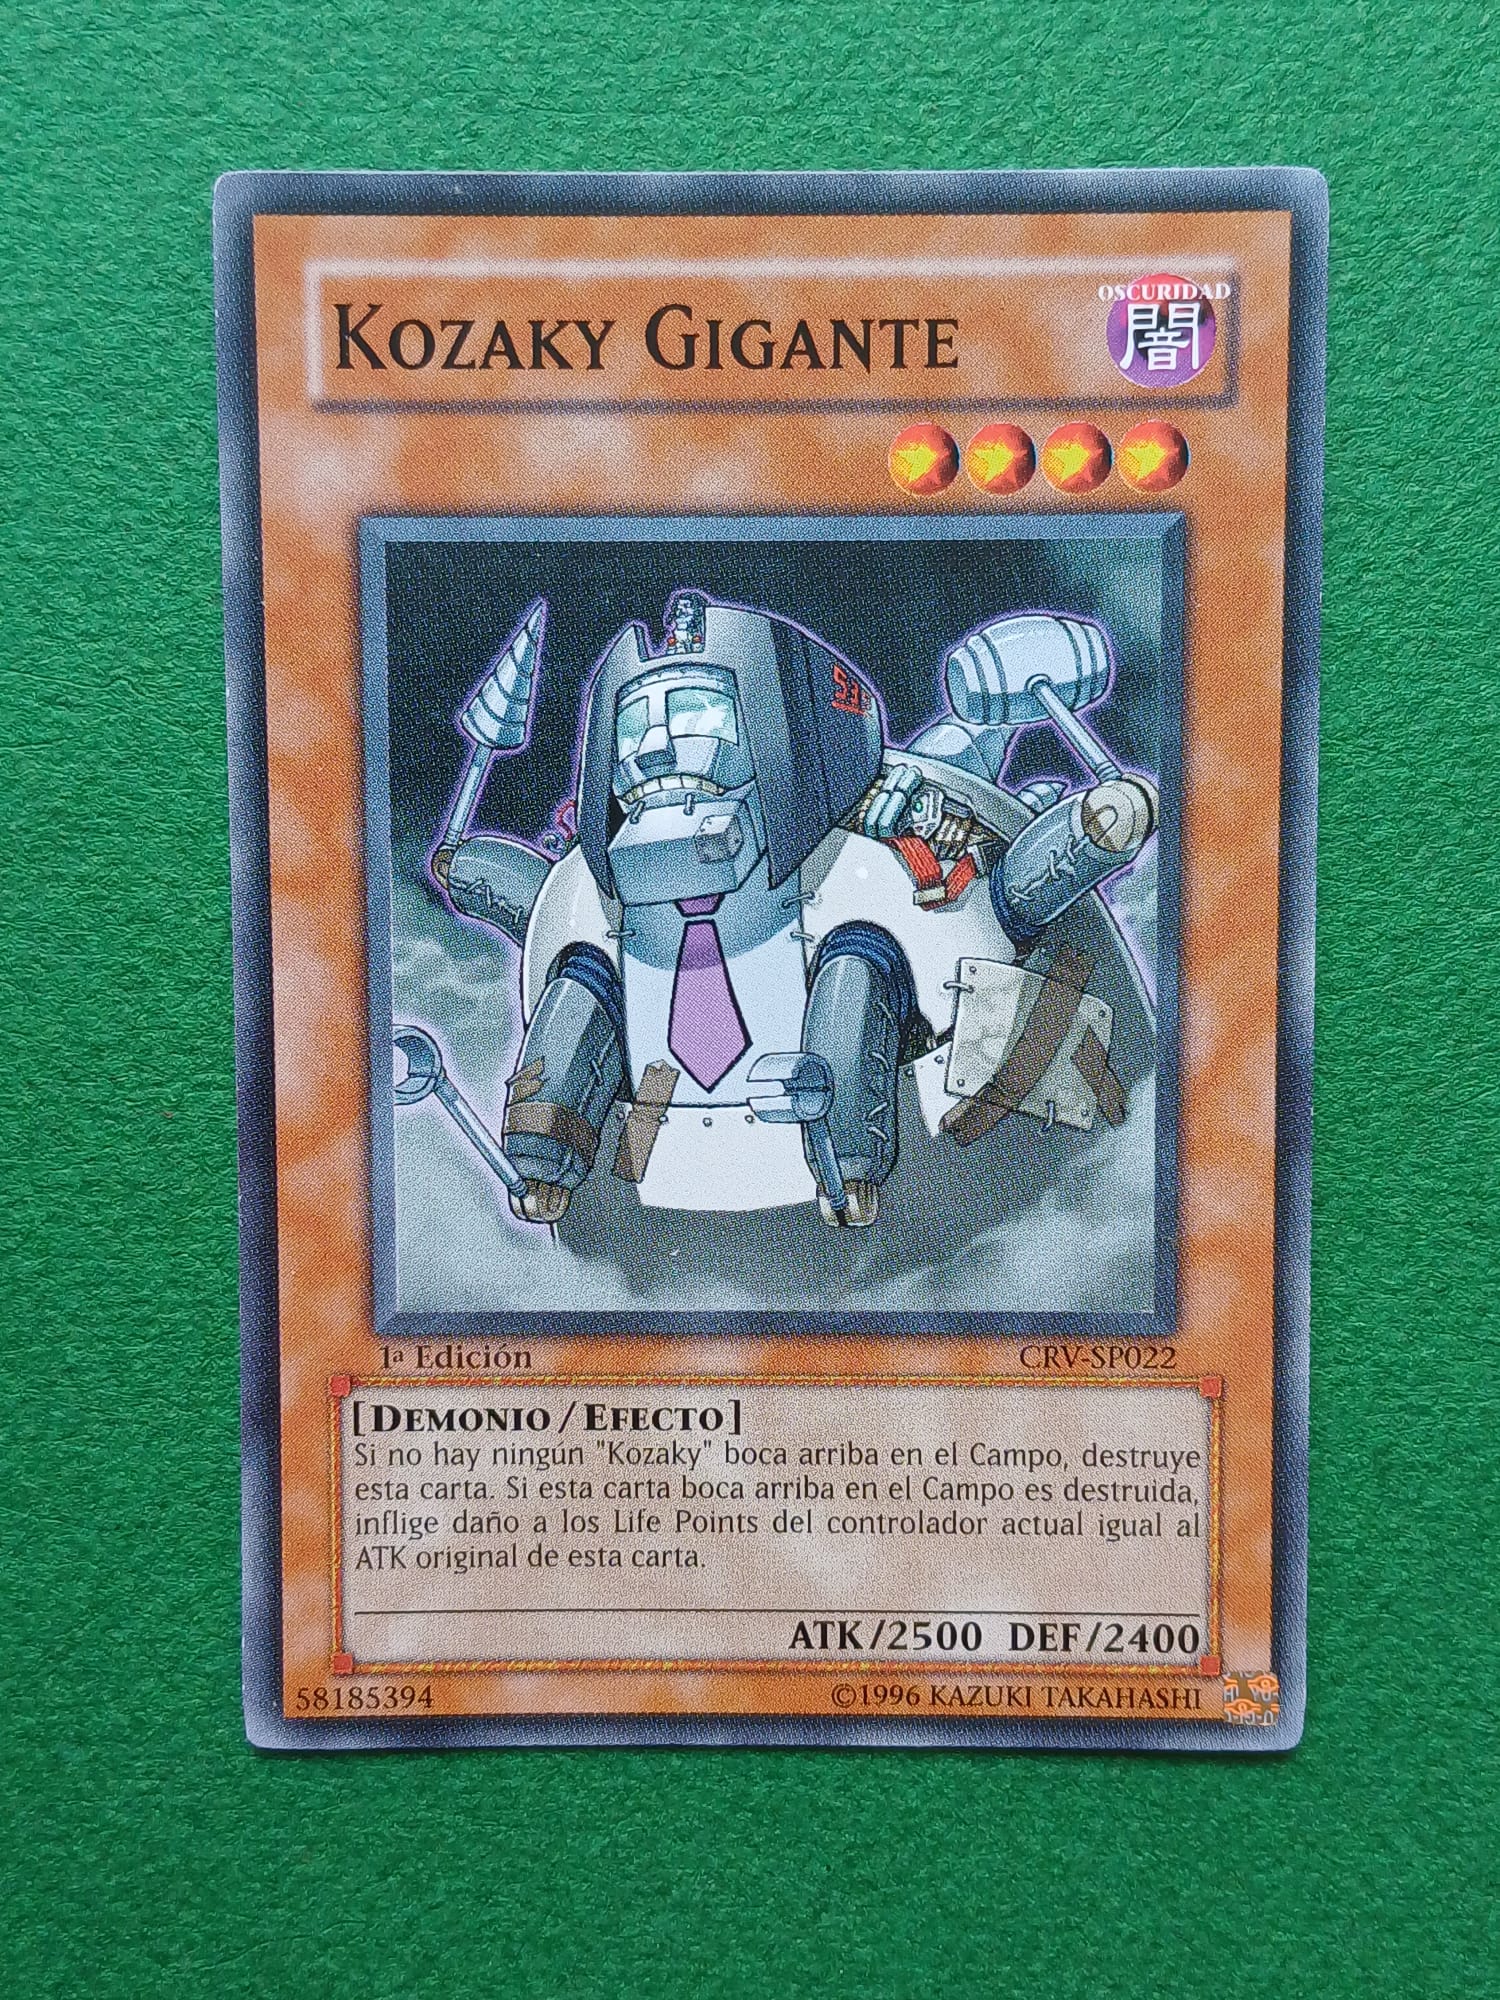 KOZAKY GIGANTE
OSCURIDAD
闇
1ª Edición
CRV-SP022
[DEMONIO/EFECTO]
Si no hay ningún "Kozaky" boca arriba en el Campo, destruye
esta carta. Si esta carta boca arriba en el Campo es destruida,
inflige daño a los Life Points del controlador actual igual al
ATK original de esta carta.
ATK/2500 DEF/2400
58185394
©1996 KAZUKI TAKAHASHI